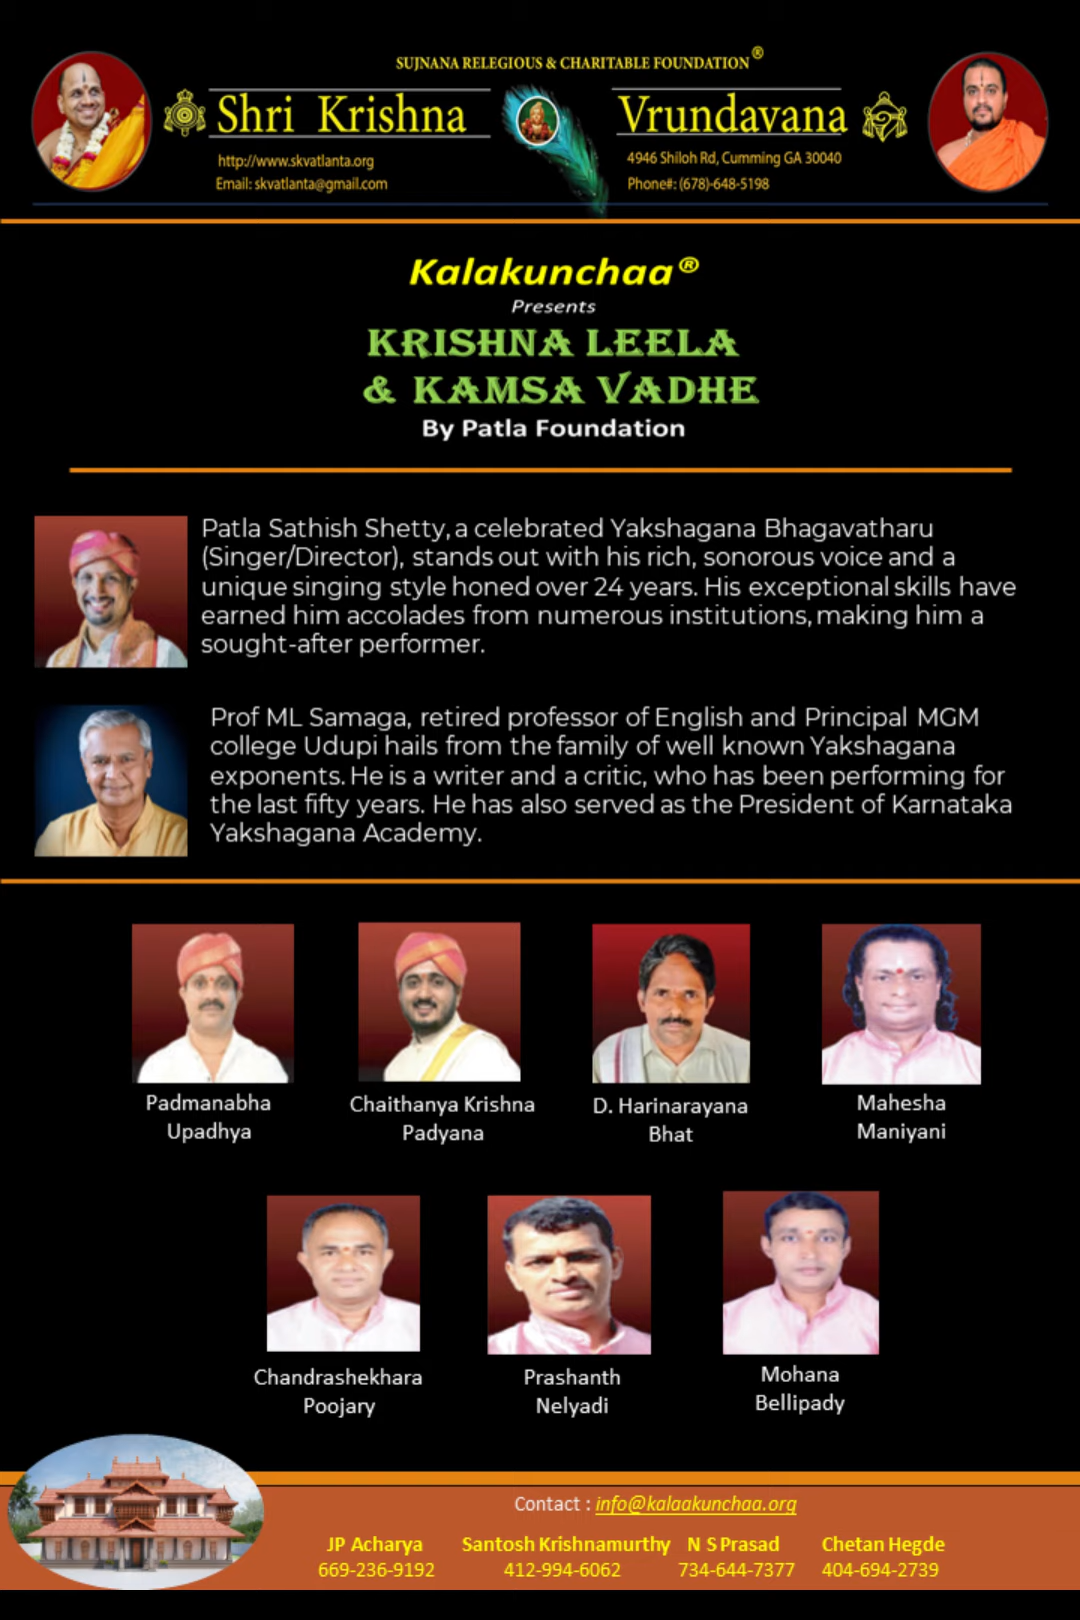 SUJNANA RELEGIOUS & CHARITABLE FOUNDATION®
Shri Krishna Vrundavana
http://www.skvatlanta.org
Email: skvatlanta@gmail.com
4946 Shiloh Rd, Cumming GA 30040
Phone#: (678)-648-5198
Kalakunchaa®
Presents
KRISHNA LEELA
& KAMSA VADHE
By Patla Foundation
Patla Sathish Shetty, a celebrated Yakshagana Bhagavatharu
(Singer/Director), stands out with his rich, sonorous voice and a
unique singing style honed over 24 years. His exceptional skills have
earned him accolades from numerous institutions, making him a
sought-after performer.
Prof ML Samaga, retired professor of English and Principal MGM
college Udupi hails from the family of well known Yakshagana
exponents. He is a writer and a critic, who has been performing for
the last fifty years. He has also served as the President of Karnataka
Yakshagana Academy.
Padmanabha
Upadhya
Chaithanya Krishna
Padyana
D. Harinarayana
Bhat
Mahesha
Maniyani
Chandrashekhara
Poojary
Prashanth
Nelyadi
Mohana
Bellipady
Contact : info@kalaakunchaa.org
JP Acharya
669-236-9192
Santosh Krishnamurthy
412-994-6062
N S Prasad
734-644-7377
Chetan Hegde
404-694-2739